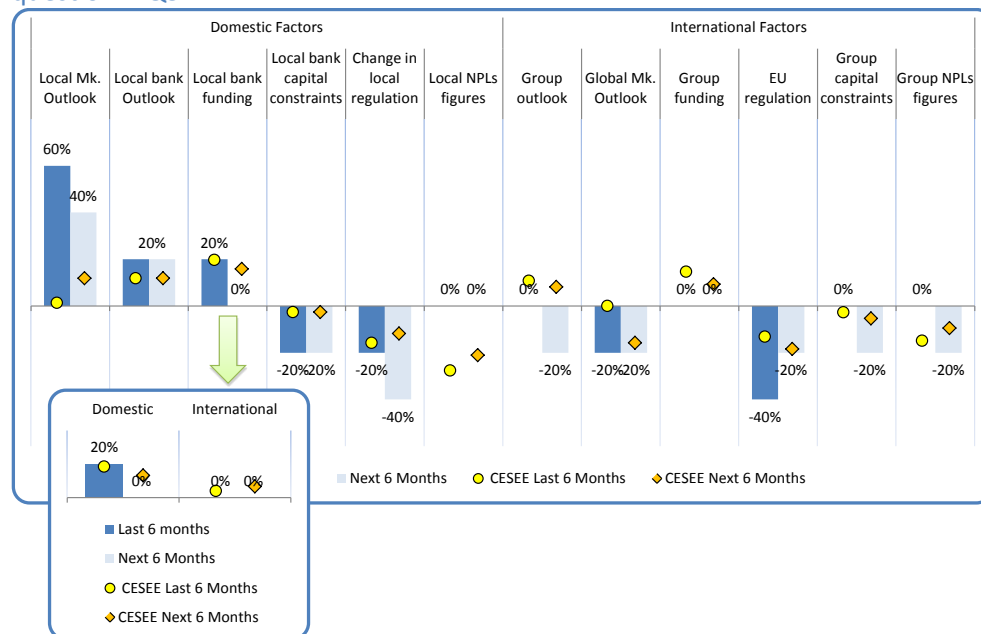 Domestic Factors
International Factors
Local Mk. Outlook
Local bank Outlook
Local bank funding
Local bank capital constraints
Change in local regulation
Local NPLs figures
Group outlook
Global Mk. Outlook
Group funding
EU regulation
Group capital constraints
Group NPLs figures
60%
40%
20%
20%
0%
-20%
-20%
-20%
-40%
0%
0%
0%
-20%
-20%
-20%
0%
0%
-40%
-20%
0%
-20%
0%
-20%
Next 6 Months
CESEE Last 6 Months
CESEE Next 6 Months
Domestic
International
20%
0%
0%
0%
Last 6 months
Next 6 Months
CESEE Last 6 Months
CESEE Next 6 Months